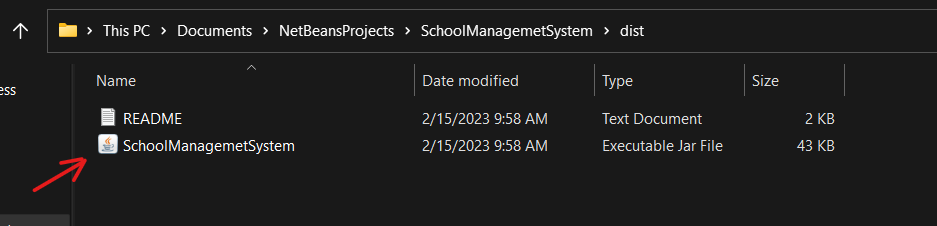 This PC > Documents > NetBeansProjects > SchoolManagemetSystem > dist
ess
Name Date modified Type Size
README 2/15/2023 9:58 AM Text Document 2 KB
SchoolManagemetSystem 2/15/2023 9:58 AM Executable Jar File 43 KB